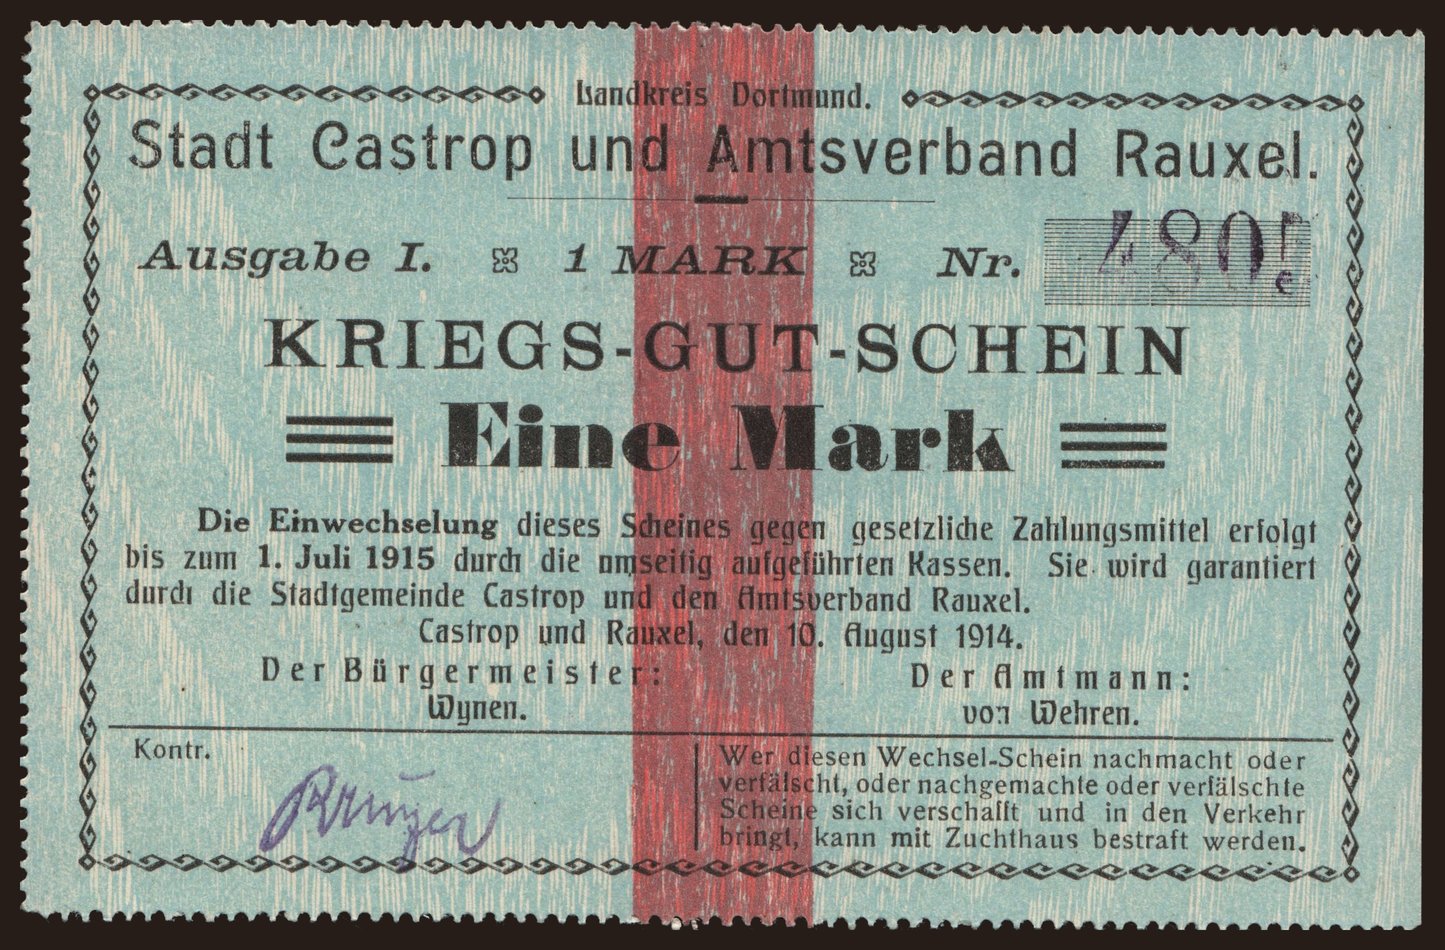 Landkreis Dortmund.
Stadt Castrop und Amtsverband Rauxel.
Ausgabe I. 1 MARK Nr. 480
KRIEGS-GUT-SCHEIN
Eine Mark
Die Einwechselung dieses Scheines gegen gesetzliche Zahlungsmittel erfolgt
bis zum 1. Juli 1915 durch die umseitig aufgeführten Kassen. Sie wird garantiert
durch die Stadtgemeinde Castrop und den Amtsverband Rauxel.
Castrop und Rauxel, den 10. August 1914.
Der Bürgermeister: Der Amtmann:
Wynen. von Wehren.
Kontr.
Wer diesen Wechsel-Schein nachmacht oder
verfälscht, oder nachgemachte oder verfälschte
Scheine sich verschafft und in den Verkehr
bringt, kann mit Zuchthaus bestraft werden.